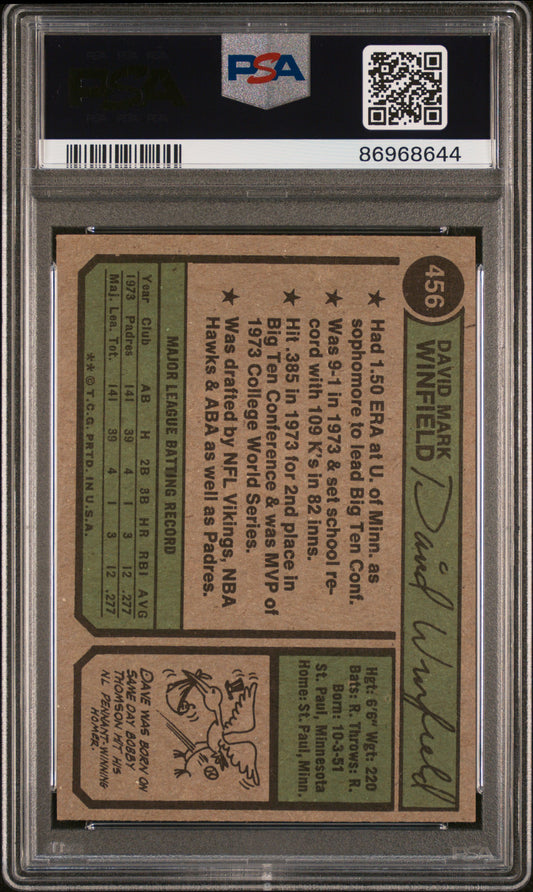 PSA
PSA
86968644
456
DAVID MARK
WINFIELD
David Winfield
★ Had 1.50 ERA at U. of Minn. as
sophomore to lead Big Ten Conf.
★ Was 9-1 in 1973 & set school re-
cord with 109 K's in 82 inns.
★ Hit .385 in 1973 for 2nd place in
Big Ten Conference & was MVP of
1973 College World Series.
★ Was drafted by NFL Vikings, NBA
Hawks & ABA as well as Padres.
MAJOR LEAGUE BATTING RECORD
Year Club AB H 2B 3B HR RBI AVG
1973 Padres 141 39 4 1 3 12 .277
Maj. Lea. Tot. 141 39 4 1 3 12 .277
★★ © T.C.G. PRTD. IN U.S.A.
Hgt: 6'6" Wgt: 220
Bats: R. Throws: R.
Born: 10-3-51
St. Paul, Minnesota
Home: St. Paul, Minn.
DAVE WAS BORN ON
SAME DAY BOBBY
THOMSON HIT HIS
NL PENNANT-WINNING
HOMER.
PSA